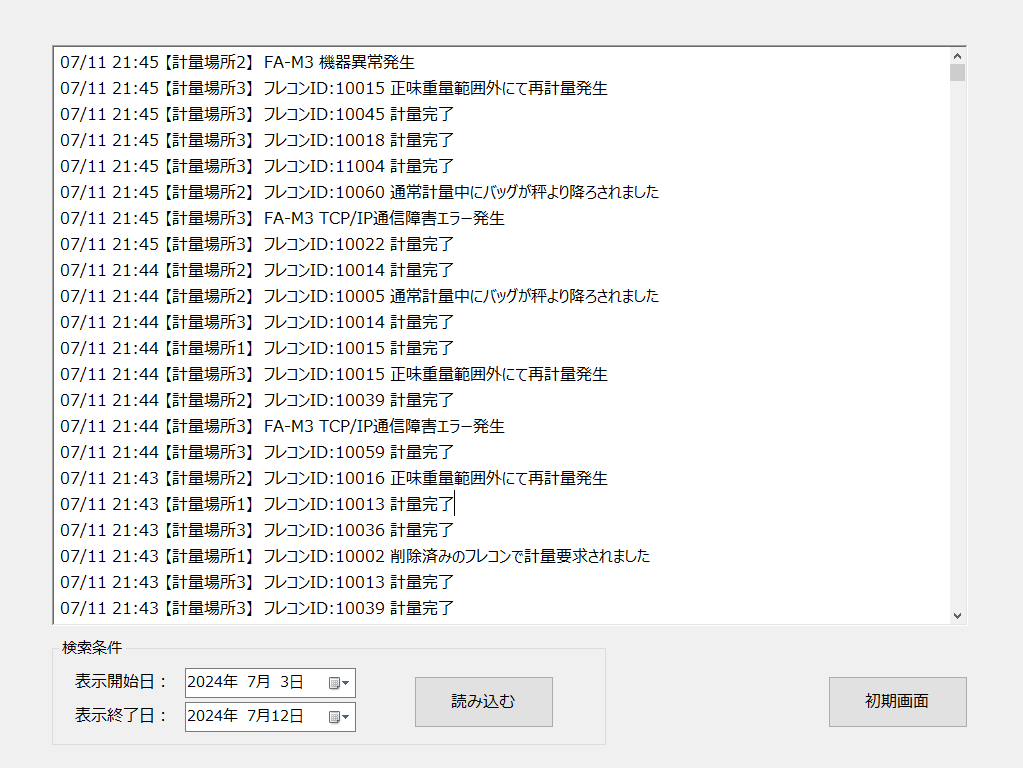 07/11 21:45 【計量場所2】 FA-M3 機器異常発生
07/11 21:45 【計量場所3】 フレコンID:10015 正味重量範囲外にて再計量発生
07/11 21:45 【計量場所3】 フレコンID:10045 計量完了
07/11 21:45 【計量場所3】 フレコンID:10018 計量完了
07/11 21:45 【計量場所3】 フレコンID:11004 計量完了
07/11 21:45 【計量場所2】 フレコンID:10060 通常計量中にバッグが秤より降ろされました
07/11 21:45 【計量場所3】 FA-M3 TCP/IP通信障害エラー発生
07/11 21:45 【計量場所3】 フレコンID:10022 計量完了
07/11 21:44 【計量場所2】 フレコンID:10014 計量完了
07/11 21:44 【計量場所2】 フレコンID:10005 通常計量中にバッグが秤より降ろされました
07/11 21:44 【計量場所3】 フレコンID:10014 計量完了
07/11 21:44 【計量場所1】 フレコンID:10015 計量完了
07/11 21:44 【計量場所3】 フレコンID:10015 正味重量範囲外にて再計量発生
07/11 21:44 【計量場所2】 フレコンID:10039 計量完了
07/11 21:44 【計量場所3】 FA-M3 TCP/IP通信障害エラー発生
07/11 21:44 【計量場所3】 フレコンID:10059 計量完了
07/11 21:43 【計量場所2】 フレコンID:10016 正味重量範囲外にて再計量発生
07/11 21:43 【計量場所1】 フレコンID:10013 計量完了
07/11 21:43 【計量場所3】 フレコンID:10036 計量完了
07/11 21:43 【計量場所1】 フレコンID:10002 削除済みのフレコンで計量要求されました
07/11 21:43 【計量場所3】 フレコンID:10013 計量完了
07/11 21:43 【計量場所3】 フレコンID:10039 計量完了
検索条件
表示開始日： 2024年 7月 3日
表示終了日： 2024年 7月12日
読み込む
初期画面